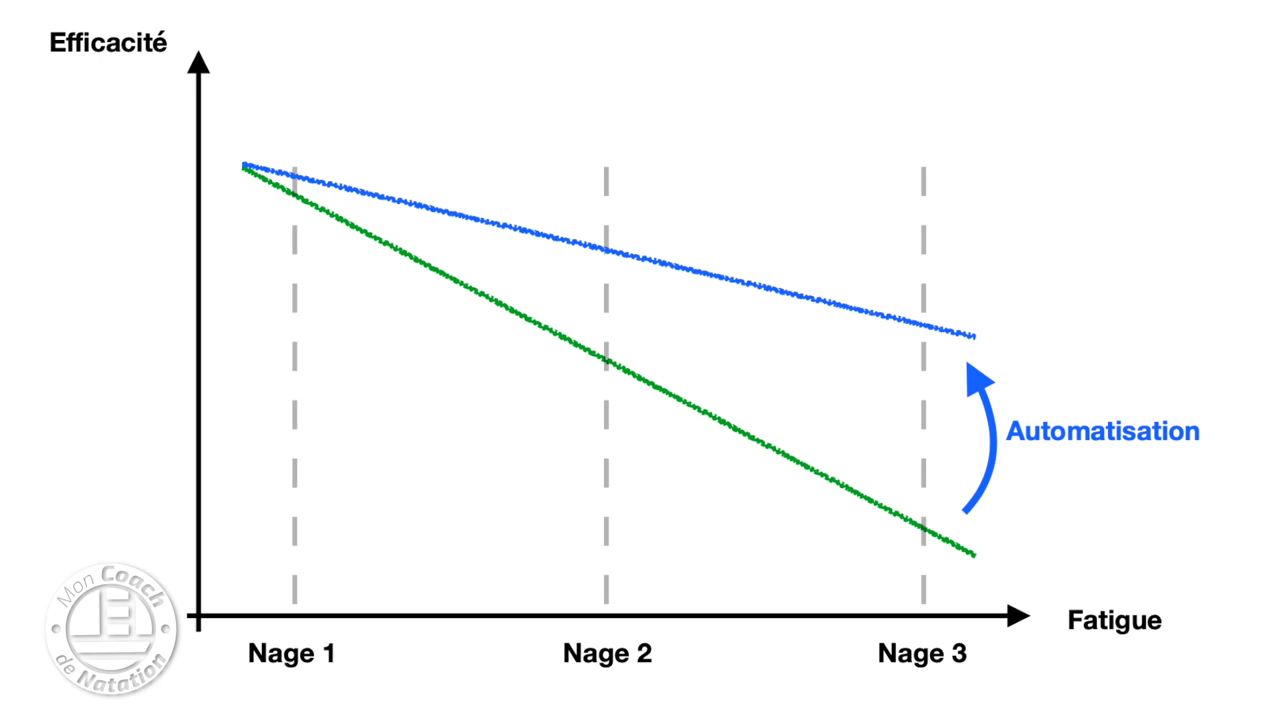 Efficacité
Automatisation
Fatigue
Nage 1
Nage 2
Nage 3
Mon Coach
de Natation